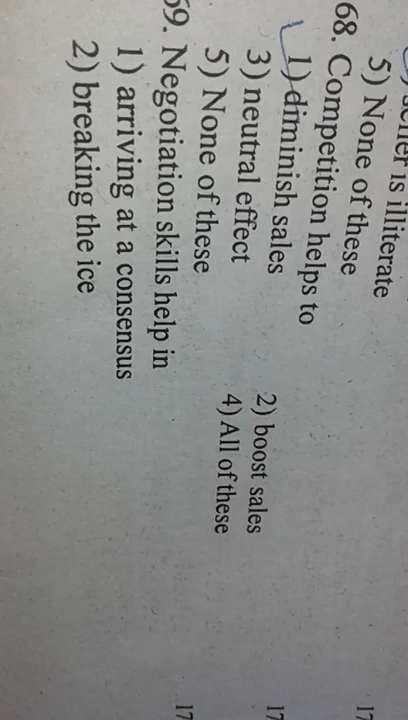 is illiterate
5) None of these
68. Competition helps to
1) diminish sales 2) boost sales
3) neutral effect 4) All of these
5) None of these
69. Negotiation skills help in
1) arriving at a consensus
2) breaking the ice
17
17
17